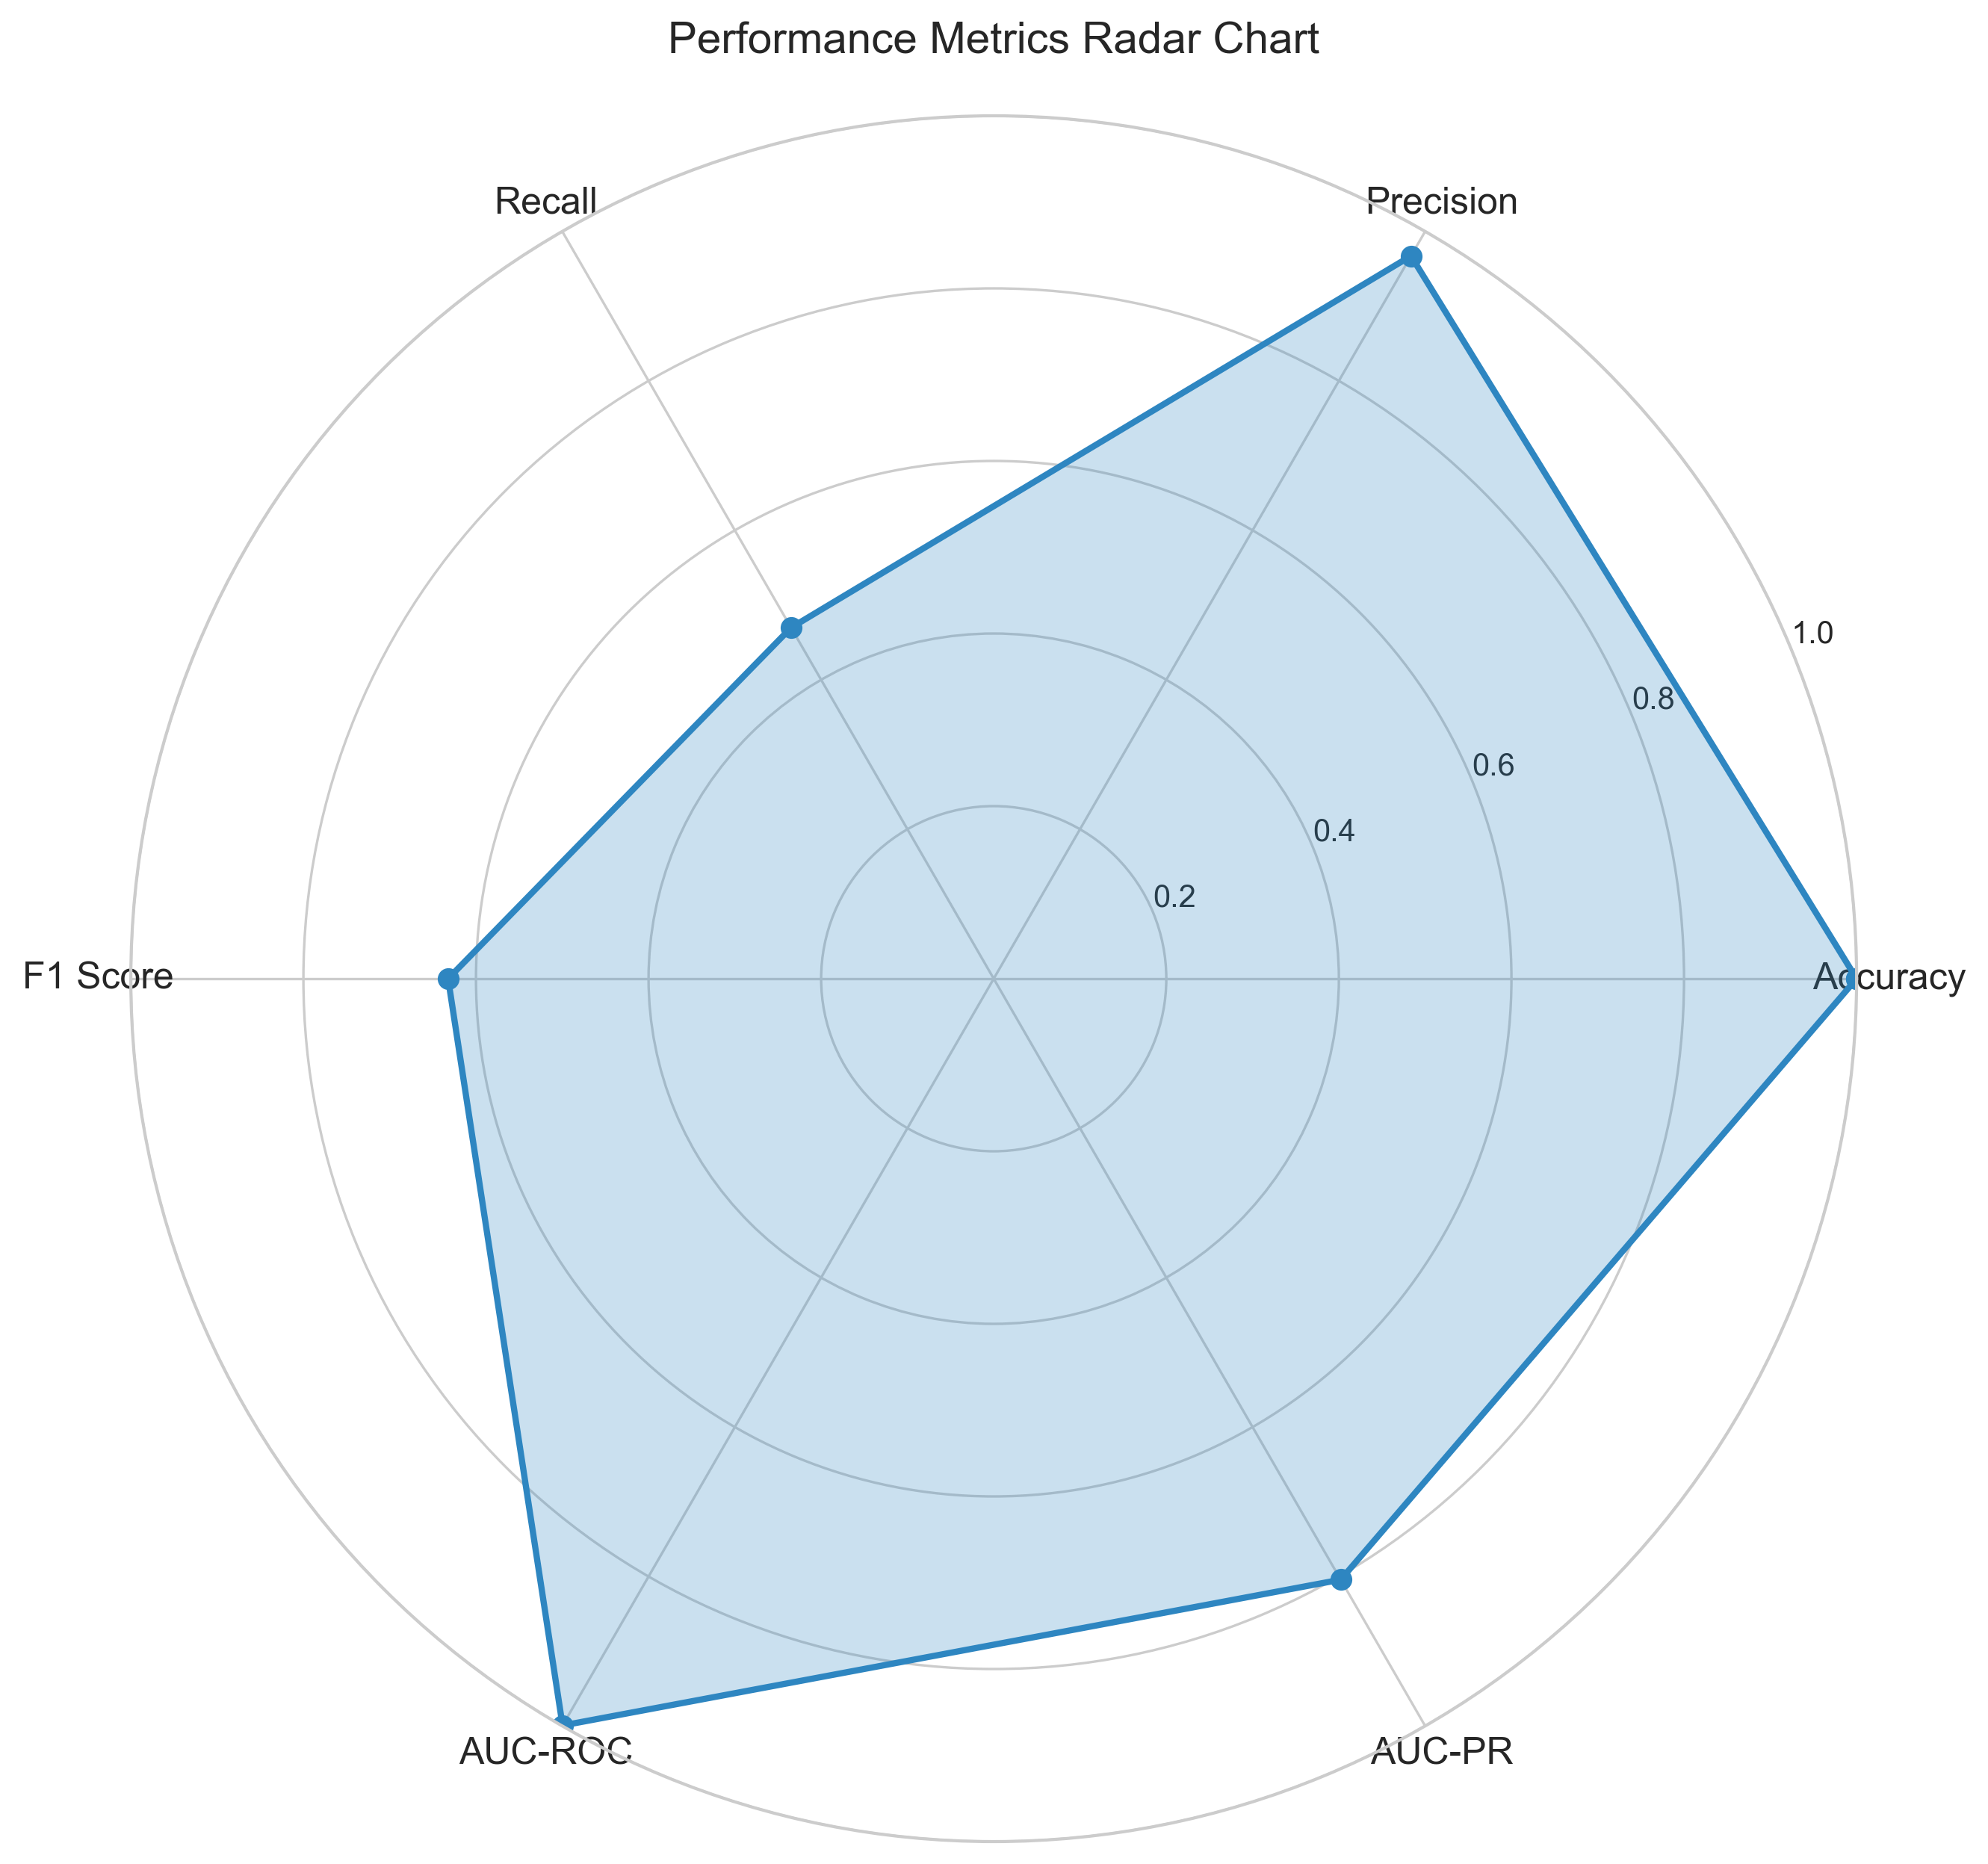 Performance Metrics Radar Chart
Recall
Precision
1.0
0.8
0.6
0.4
0.2
F1 Score
Accuracy
AUC-ROC
AUC-PR